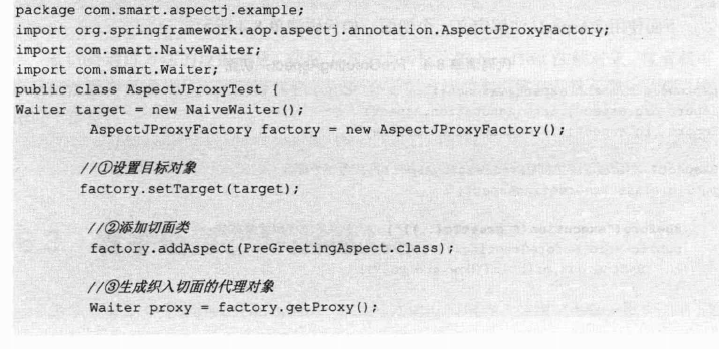 package com.smart.aspectj.example;
import org.springframework.aop.aspectj.annotation.AspectJProxyFactory;
import com.smart.NaiveWaiter;
import com.smart.Waiter;
public class AspectJProxyTest {
Waiter target = new NaiveWaiter();
AspectJProxyFactory factory = new AspectJProxyFactory();
//①设置目标对象
factory.setTarget(target);
//②添加切面类
factory.addAspect(PreGreetingAspect.class);
//③生成织入切面的代理对象
Waiter proxy = factory.getProxy();